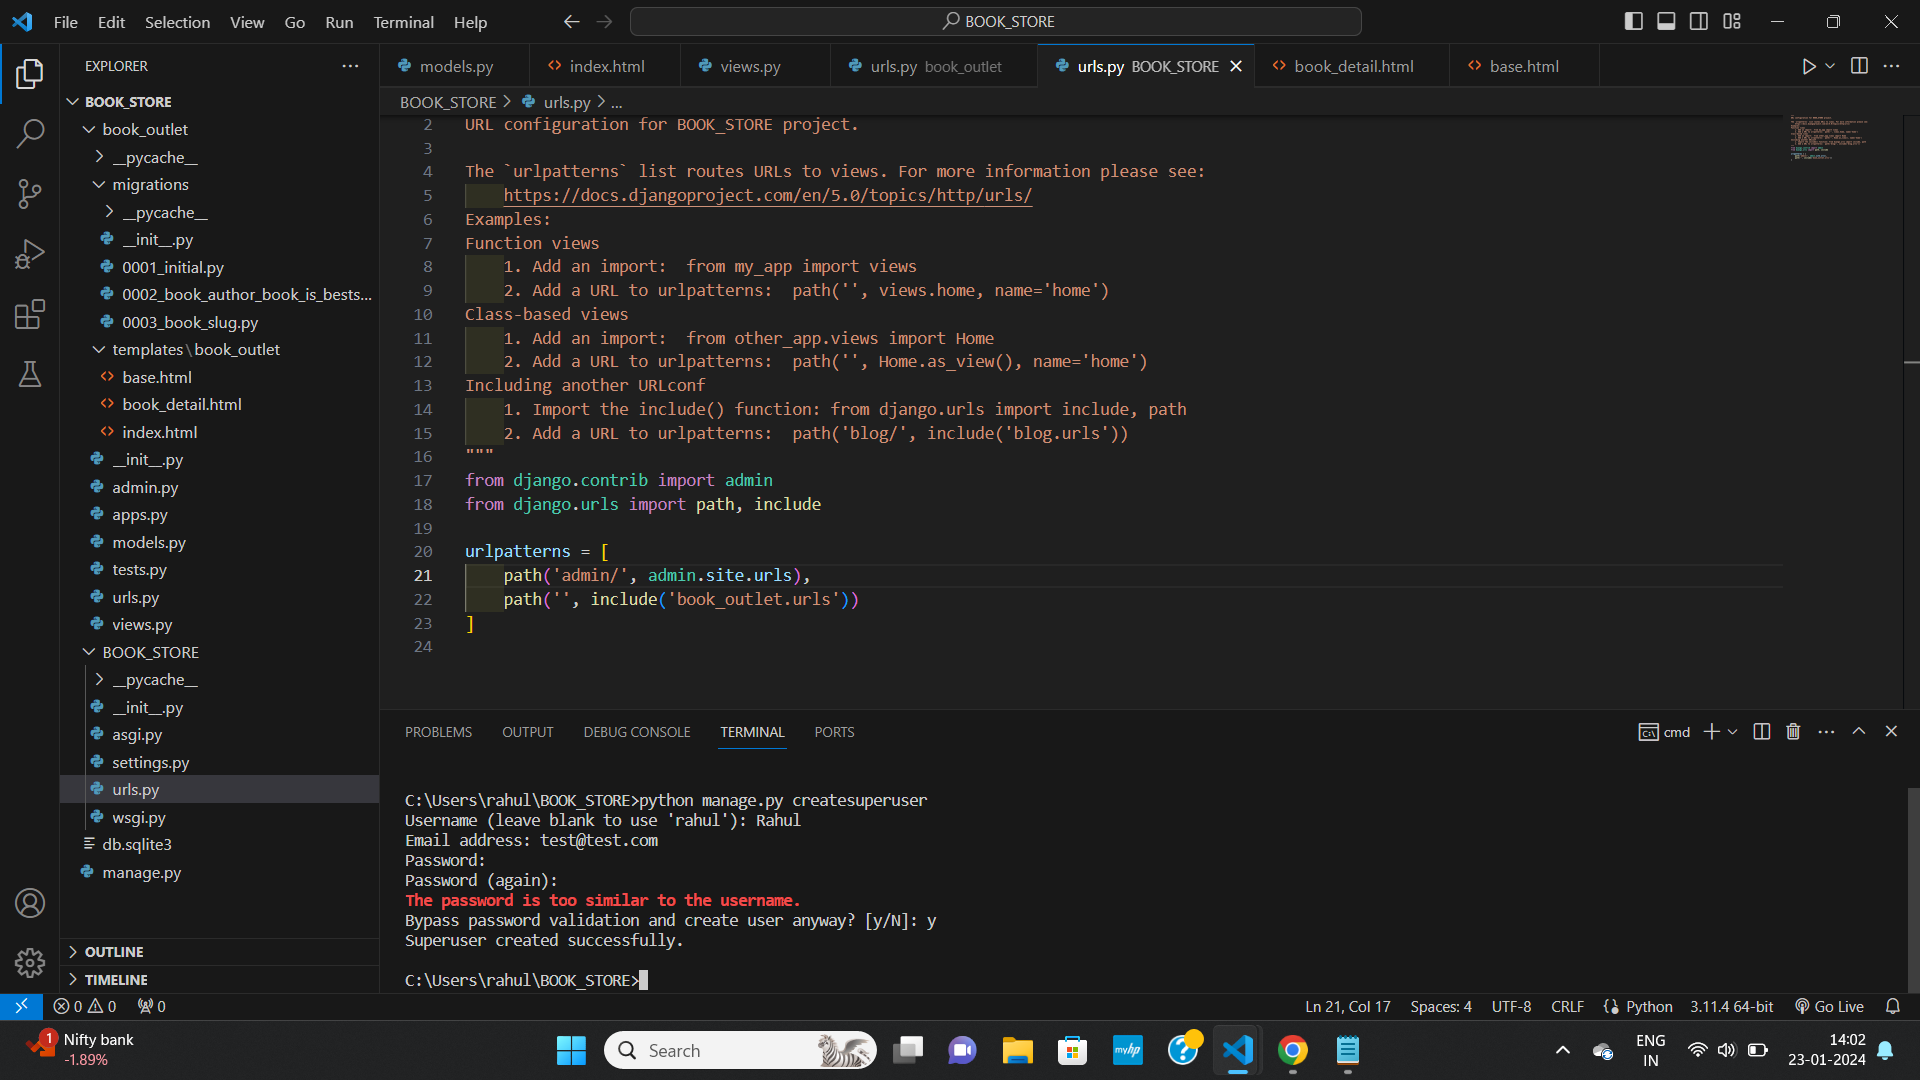 File Edit Selection View Go Run Terminal Help
BOOK_STORE
EXPLORER
BOOK_STORE
book_outlet
__pycache__
migrations
__pycache__
__init__.py
0001_initial.py
0002_book_author_book_is_bests...
0003_book_slug.py
templates\book_outlet
base.html
book_detail.html
index.html
__init__.py
admin.py
apps.py
models.py
tests.py
urls.py
views.py
BOOK_STORE
__pycache__
__init__.py
asgi.py
settings.py
urls.py
wsgi.py
db.sqlite3
manage.py
OUTLINE
TIMELINE
models.py index.html views.py urls.py book_outlet urls.py BOOK_STORE book_detail.html base.html
BOOK_STORE > urls.py > ...
2 URL configuration for BOOK_STORE project.
3
4 The `urlpatterns` list routes URLs to views. For more information please see:
5 https://docs.djangoproject.com/en/5.0/topics/http/urls/
6 Examples:
7 Function views
8 1. Add an import:  from my_app import views
9 2. Add a URL to urlpatterns:  path('', views.home, name='home')
10 Class-based views
11 1. Add an import:  from other_app.views import Home
12 2. Add a URL to urlpatterns:  path('', Home.as_view(), name='home')
13 Including another URLconf
14 1. Import the include() function: from django.urls import include, path
15 2. Add a URL to urlpatterns:  path('blog/', include('blog.urls'))
16 """
17 from django.contrib import admin
18 from django.urls import path, include
19
20 urlpatterns = [
21 path('admin/', admin.site.urls),
22 path('', include('book_outlet.urls'))
23 ]
24
PROBLEMS OUTPUT DEBUG CONSOLE TERMINAL PORTS
cmd
C:\Users\rahul\BOOK_STORE>python manage.py createsuperuser
Username (leave blank to use 'rahul'): Rahul
Email address: test@test.com
Password:
Password (again):
The password is too similar to the username.
Bypass password validation and create user anyway? [y/N]: y
Superuser created successfully.
C:\Users\rahul\BOOK_STORE>
0 0 0
Ln 21, Col 17 Spaces: 4 UTF-8 CRLF Python 3.11.4 64-bit Go Live
1 Nifty bank
-1.89%
Search
myhp
ENG
IN
14:02
23-01-2024